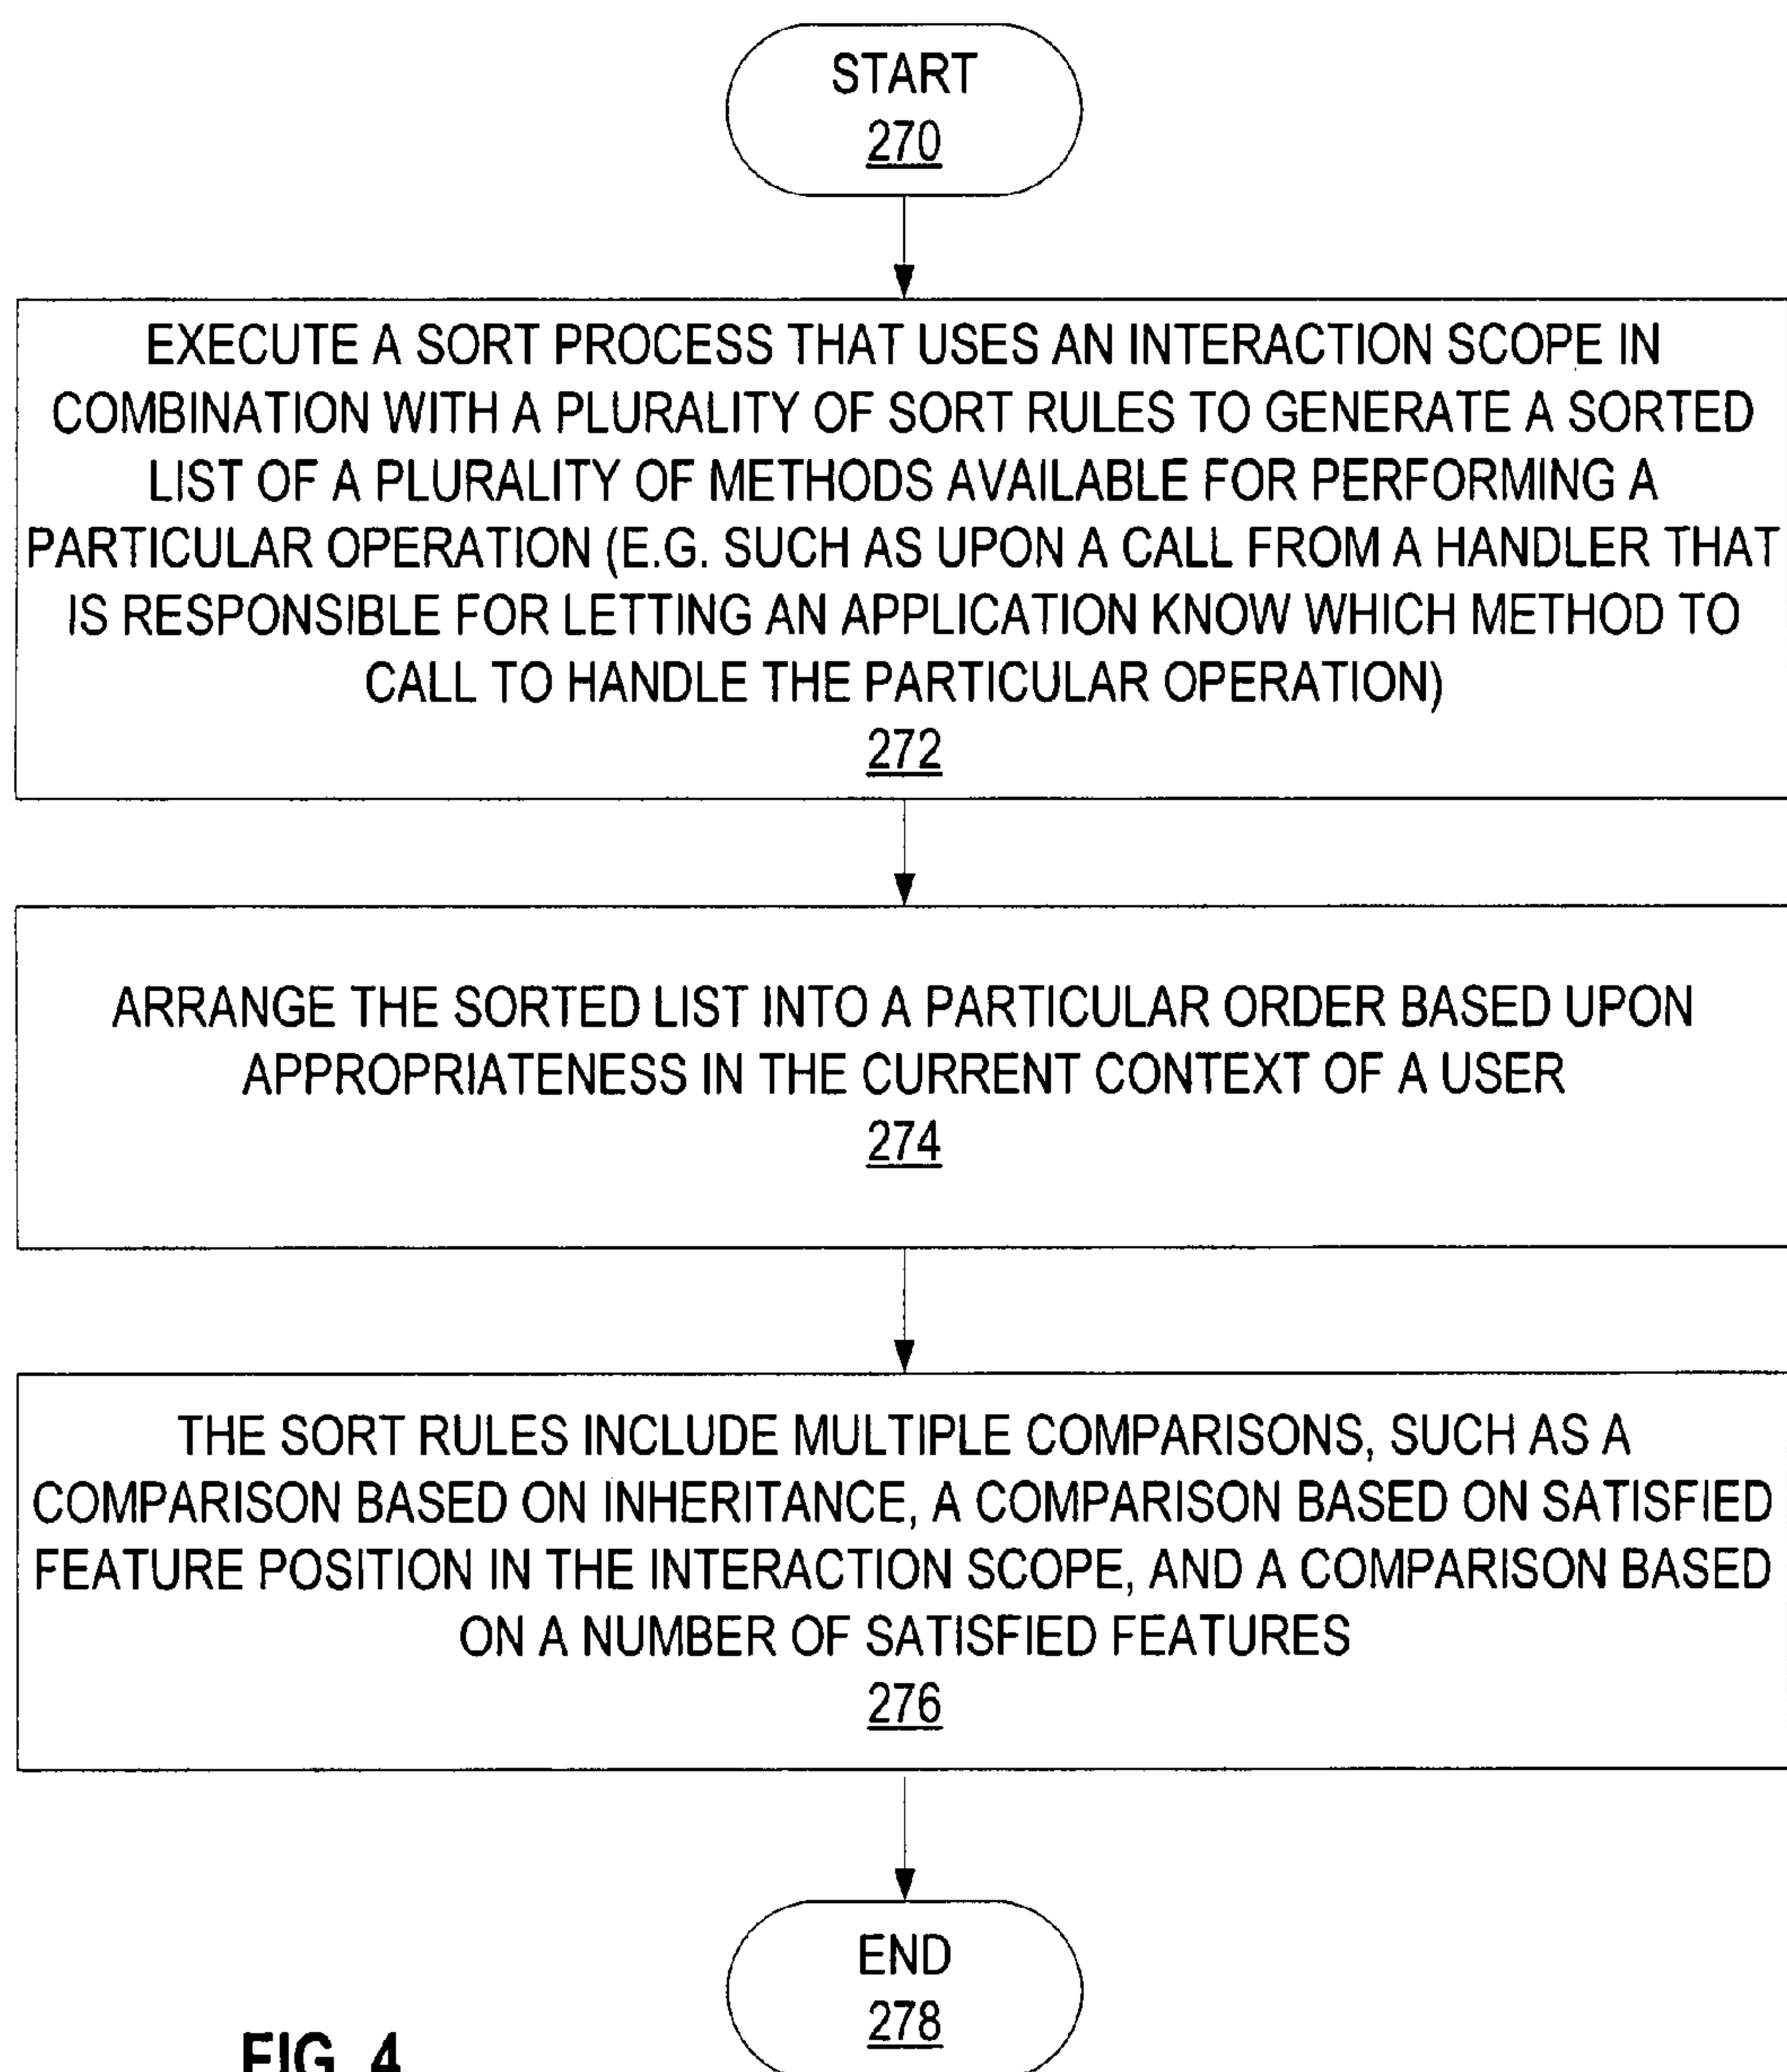 START
270
EXECUTE A SORT PROCESS THAT USES AN INTERACTION SCOPE IN
COMBINATION WITH A PLURALITY OF SORT RULES TO GENERATE A SORTED
LIST OF A PLURALITY OF METHODS AVAILABLE FOR PERFORMING A
PARTICULAR OPERATION (E.G. SUCH AS UPON A CALL FROM A HANDLER THAT
IS RESPONSIBLE FOR LETTING AN APPLICATION KNOW WHICH METHOD TO
CALL TO HANDLE THE PARTICULAR OPERATION)
272
ARRANGE THE SORTED LIST INTO A PARTICULAR ORDER BASED UPON
APPROPRIATENESS IN THE CURRENT CONTEXT OF A USER
274
THE SORT RULES INCLUDE MULTIPLE COMPARISONS, SUCH AS A
COMPARISON BASED ON INHERITANCE, A COMPARISON BASED ON SATISFIED
FEATURE POSITION IN THE INTERACTION SCOPE, AND A COMPARISON BASED
ON A NUMBER OF SATISFIED FEATURES
276
END
278
FIG. 4